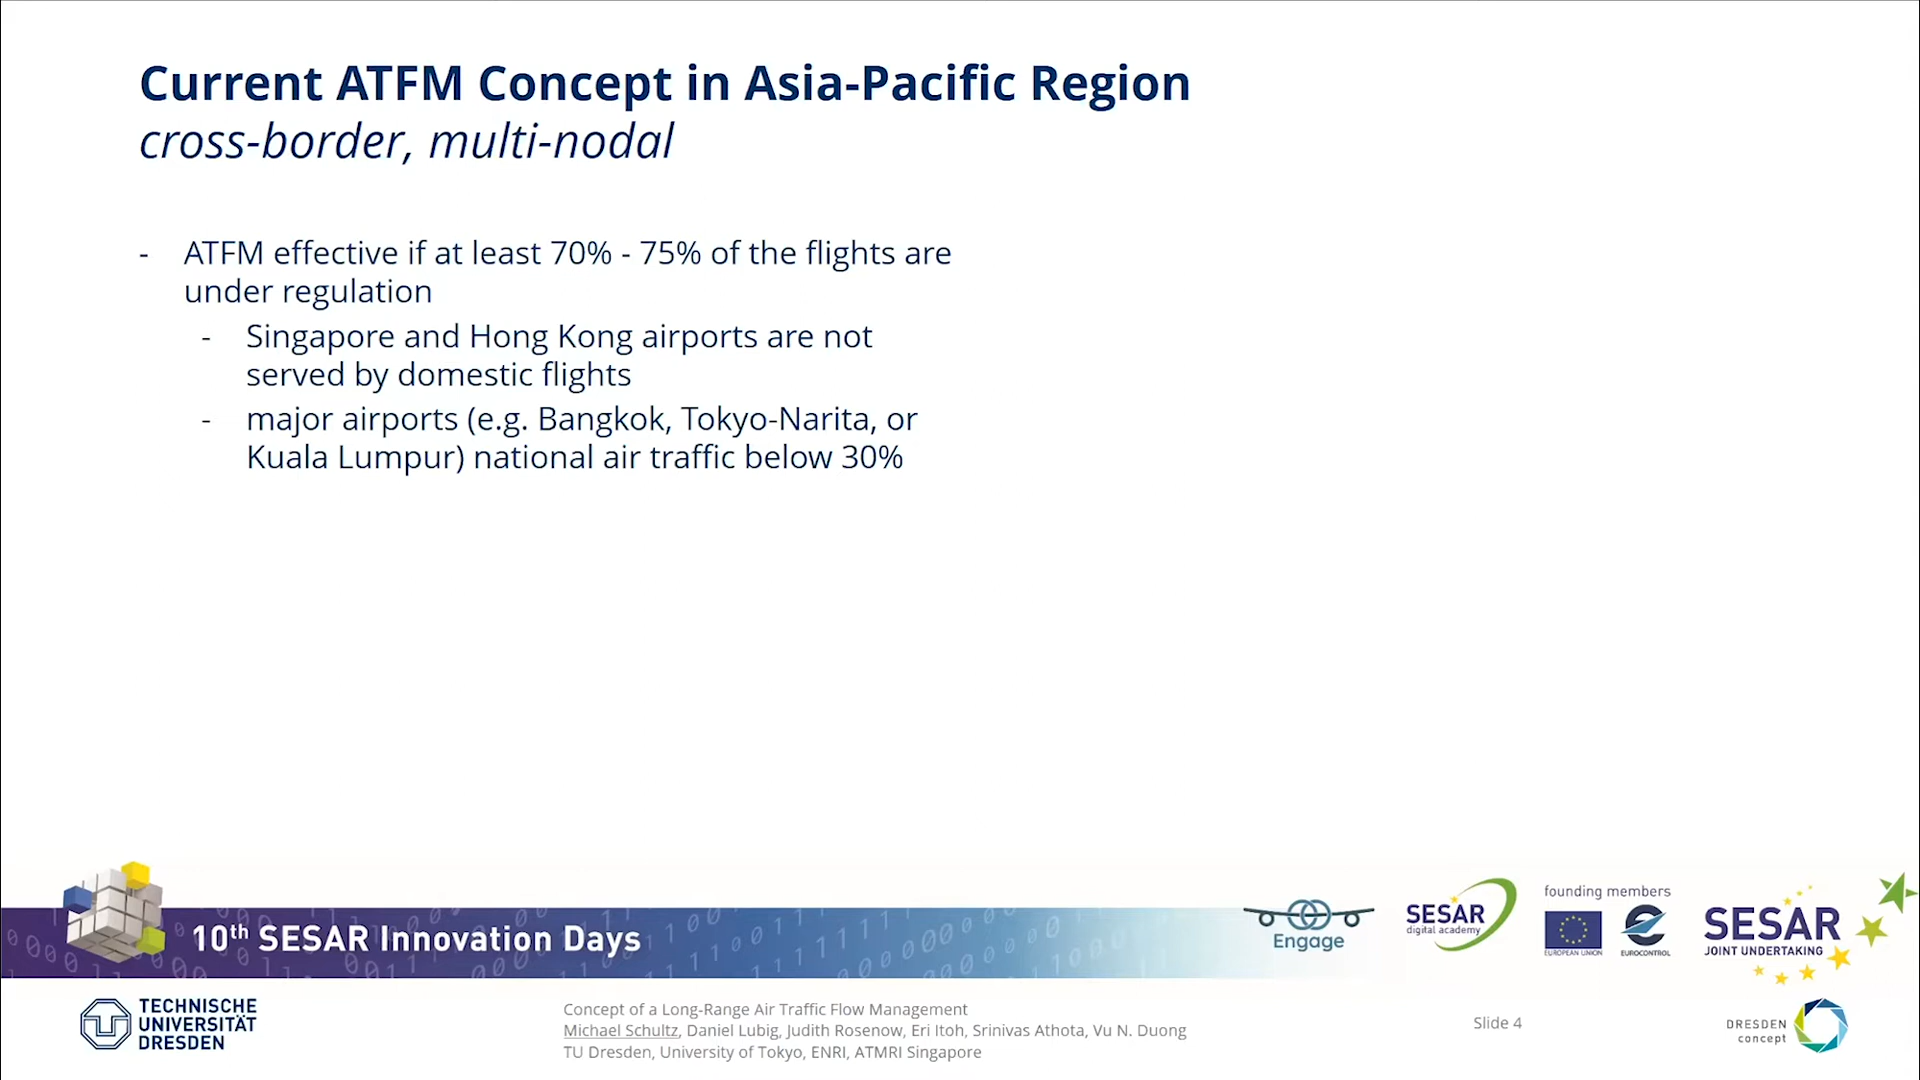 Current ATFM Concept in Asia-Pacific Region
cross-border, multi-nodal
- ATFM effective if at least 70% - 75% of the flights are
under regulation
- Singapore and Hong Kong airports are not
served by domestic flights
- major airports (e.g. Bangkok, Tokyo-Narita, or
Kuala Lumpur) national air traffic below 30%
10th SESAR Innovation Days
Engage
SESAR
digital academy
founding members
EUROPEAN UNION
EUROCONTROL
SESAR
JOINT UNDERTAKING
TECHNISCHE
UNIVERSITÄT
DRESDEN
Concept of a Long-Range Air Traffic Flow Management
Michael Schultz, Daniel Lubig, Judith Rosenow, Eri Itoh, Srinivas Athota, Vu N. Duong
TU Dresden, University of Tokyo, ENRI, ATMRI Singapore
Slide 4
DRESDEN
concept